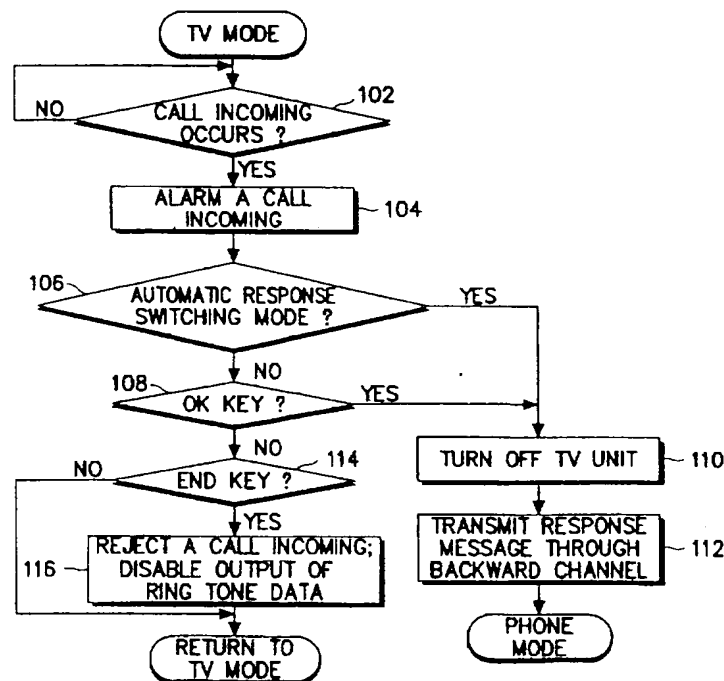 TV MODE
102
NO
CALL INCOMING
OCCURS ?
YES
ALARM A CALL
INCOMING
104
106
AUTOMATIC RESPONSE
SWITCHING MODE ?
YES
NO
108
OK KEY ?
YES
NO
114
NO
END KEY ?
TURN OFF TV UNIT
110
YES
116
REJECT A CALL INCOMING;
DISABLE OUTPUT OF
RING TONE DATA
TRANSMIT RESPONSE
MESSAGE THROUGH
BACKWARD CHANNEL
112
RETURN TO
TV MODE
PHONE
MODE